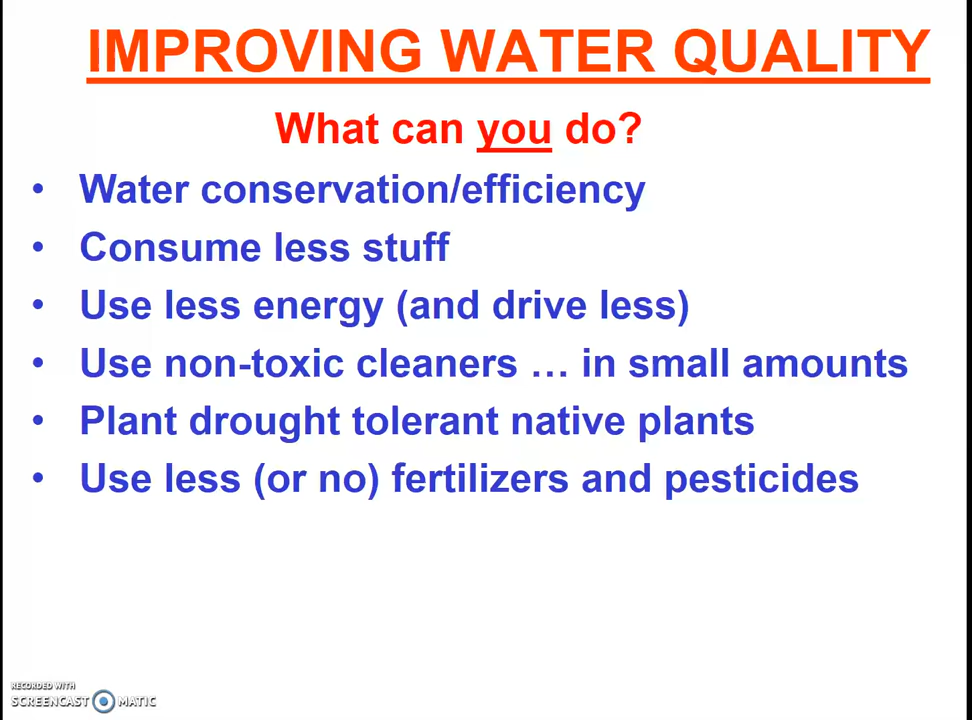 IMPROVING WATER QUALITY
What can you do?
• Water conservation/efficiency
• Consume less stuff
• Use less energy (and drive less)
• Use non-toxic cleaners … in small amounts
• Plant drought tolerant native plants
• Use less (or no) fertilizers and pesticides
RECORDED WITH
SCREENCAST MATIC